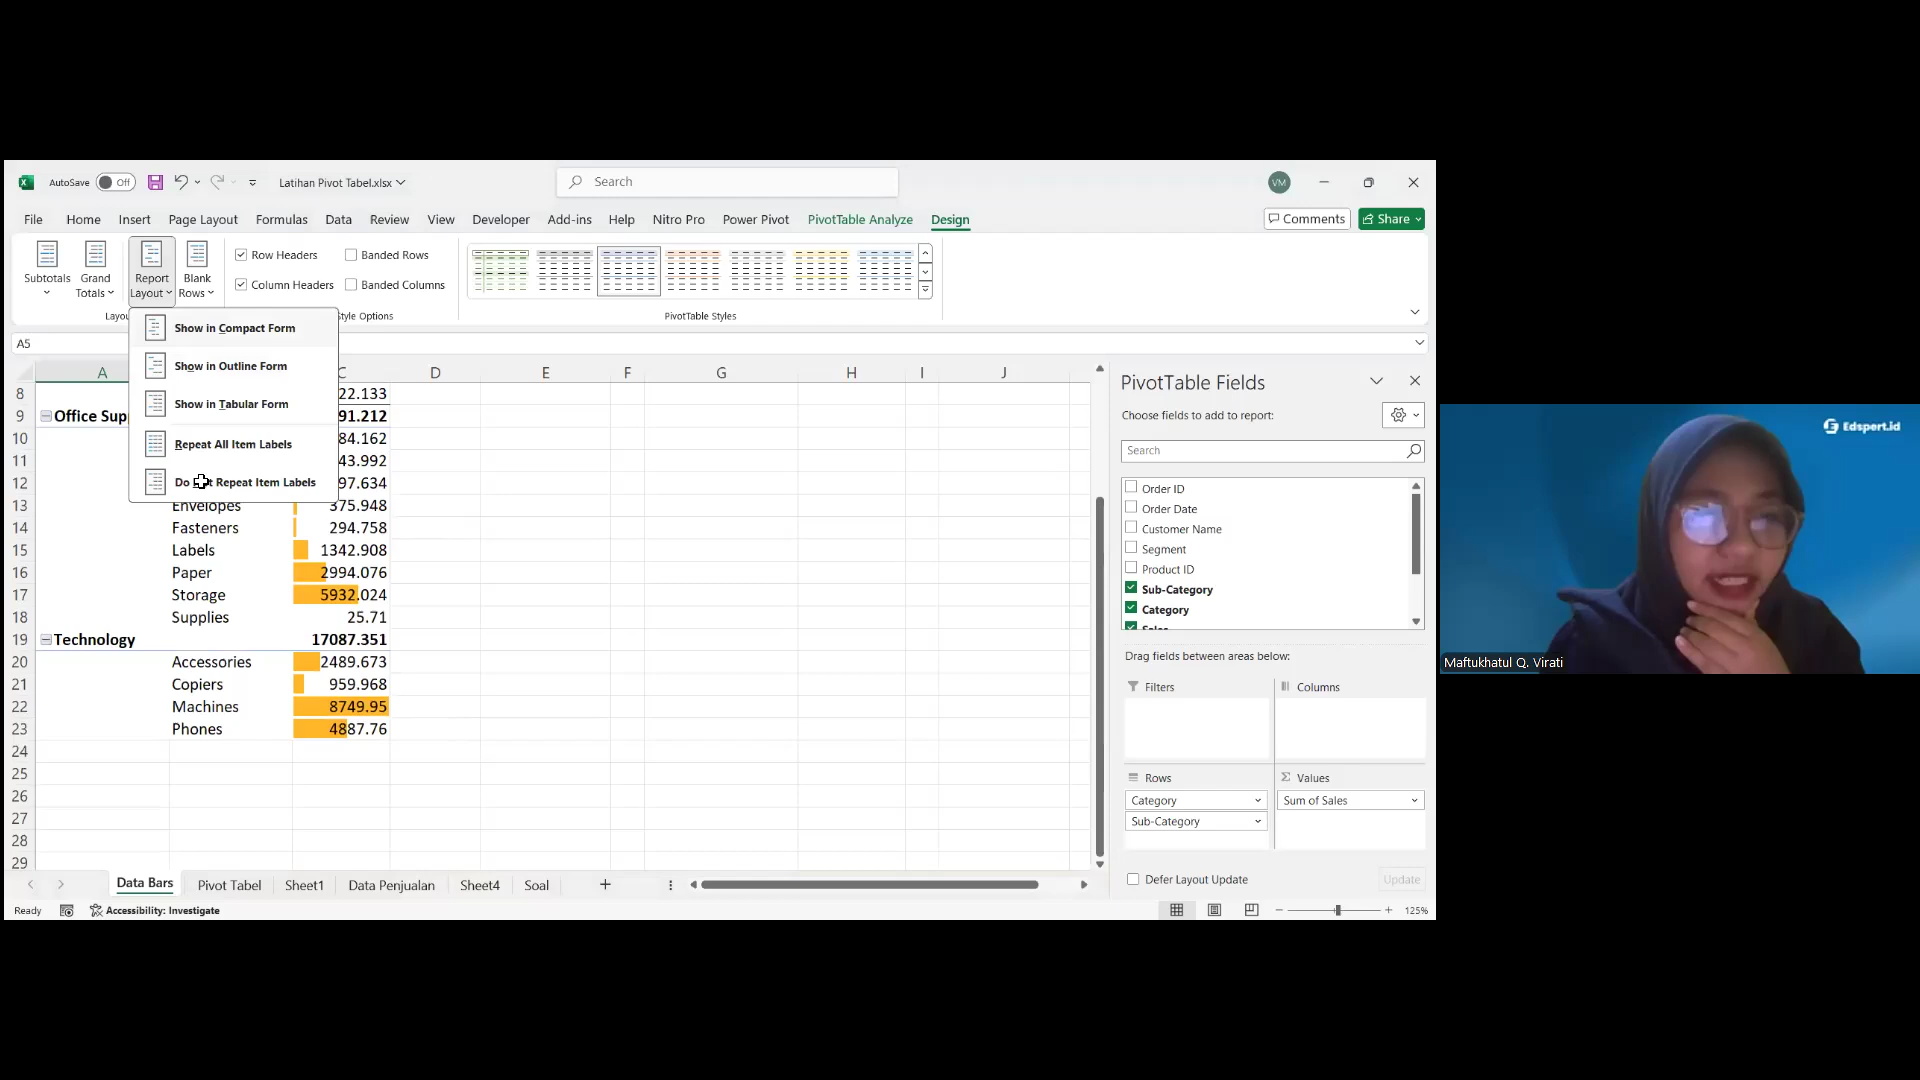 AutoSave Off Latihan Pivot Tabel.xlsx Search VM
File Home Insert Page Layout Formulas Data Review View Developer Add-ins Help Nitro Pro Power Pivot PivotTable Analyze Design Comments Share
Subtotals Grand Totals Report Layout Blank Rows
Row Headers Banded Rows
Column Headers Banded Columns
Layou tyle Options PivotTable Styles
Show in Compact Form
Show in Outline Form
Show in Tabular Form
Repeat All Item Labels
Do Repeat Item Labels
A5
A C D E F G H I J
8 22.133
9 Office Supp 91.212
10 84.162
11 43.992
12 97.634
13 Envelopes 375.948
14 Fasteners 294.758
15 Labels 1342.908
16 Paper 2994.076
17 Storage 5932.024
18 Supplies 25.71
19 Technology 17087.351
20 Accessories 2489.673
21 Copiers 959.968
22 Machines 8749.95
23 Phones 4887.76
24
25
26
27
28
29
PivotTable Fields
Choose fields to add to report:
Search
Order ID
Order Date
Customer Name
Segment
Product ID
Sub-Category
Category
Sales
Drag fields between areas below:
Filters Columns
Rows Values
Category Sum of Sales
Sub-Category
Defer Layout Update Update
Data Bars Pivot Tabel Sheet1 Data Penjualan Sheet4 Soal
Ready Accessibility: Investigate 125%
Edspert.id
Maftukhatul Q. Virati